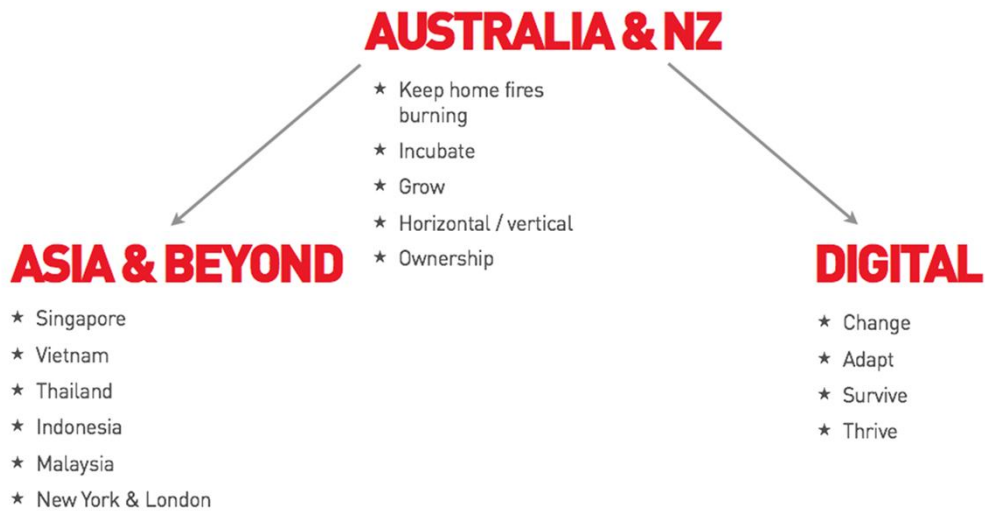 AUSTRALIA & NZ
★ Keep home fires
burning
★ Incubate
★ Grow
★ Horizontal / vertical
★ Ownership
ASIA & BEYOND
★ Singapore
★ Vietnam
★ Thailand
★ Indonesia
★ Malaysia
★ New York & London
DIGITAL
★ Change
★ Adapt
★ Survive
★ Thrive